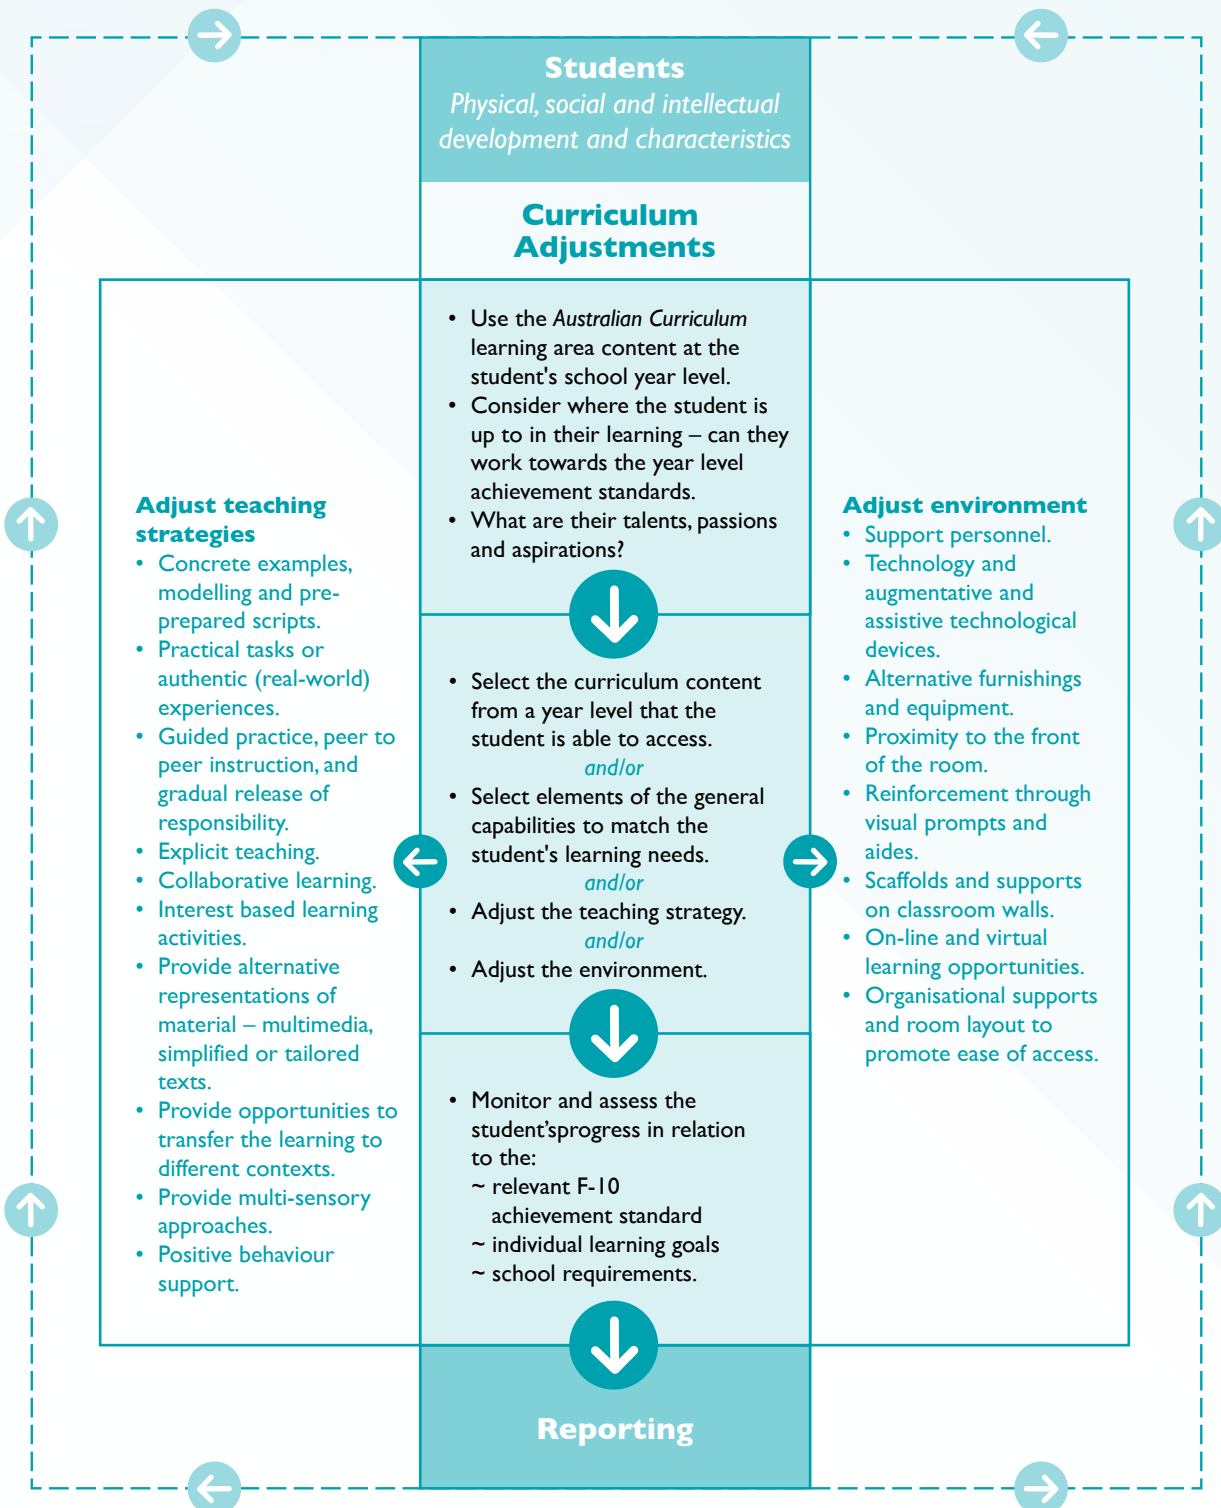 Students
Physical, social and intellectual
development and characteristics
Curriculum
Adjustments
• Use the Australian Curriculum
learning area content at the
student's school year level.
• Consider where the student is
up to in their learning – can they
work towards the year level
achievement standards.
• What are their talents, passions
and aspirations?
• Select the curriculum content
from a year level that the
student is able to access.
and/or
• Select elements of the general
capabilities to match the
student's learning needs.
and/or
• Adjust the teaching strategy.
and/or
• Adjust the environment.
• Monitor and assess the
student'sprogress in relation
to the:
~ relevant F-10
achievement standard
~ individual learning goals
~ school requirements.
Adjust teaching
strategies
• Concrete examples,
modelling and pre-
prepared scripts.
• Practical tasks or
authentic (real-world)
experiences.
• Guided practice, peer to
peer instruction, and
gradual release of
responsibility.
• Explicit teaching.
• Collaborative learning.
• Interest based learning
activities.
• Provide alternative
representations of
material – multimedia,
simplified or tailored
texts.
• Provide opportunities to
transfer the learning to
different contexts.
• Provide multi-sensory
approaches.
• Positive behaviour
support.
Adjust environment
• Support personnel.
• Technology and
augmentative and
assistive technological
devices.
• Alternative furnishings
and equipment.
• Proximity to the front
of the room.
• Reinforcement through
visual prompts and
aides.
• Scaffolds and supports
on classroom walls.
• On-line and virtual
learning opportunities.
• Organisational supports
and room layout to
promote ease of access.
Reporting